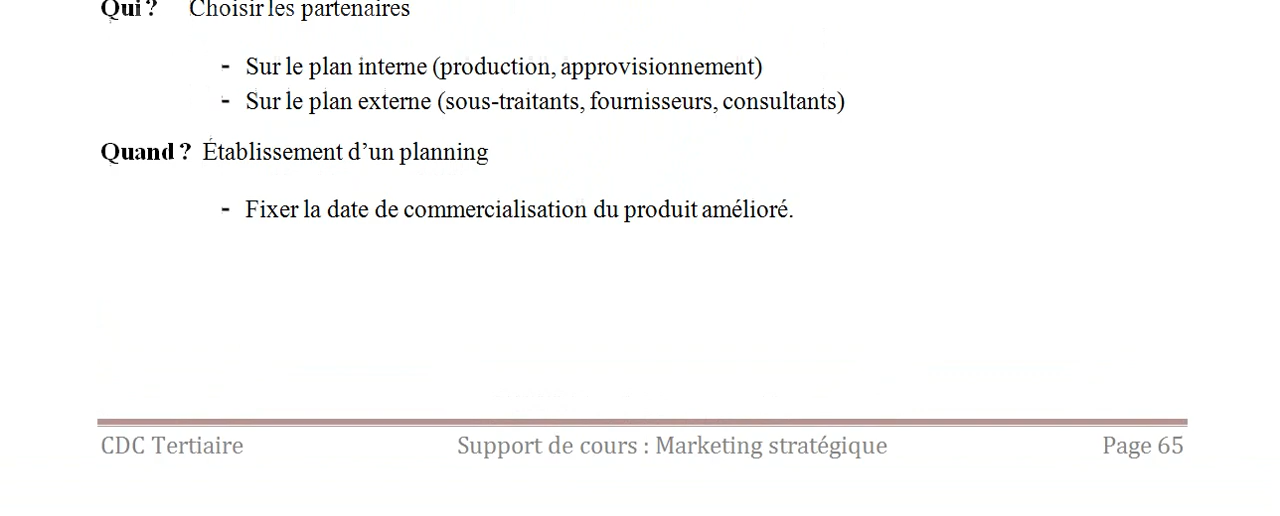 Qui ? Choisir les partenaires
- Sur le plan interne (production, approvisionnement)
- Sur le plan externe (sous-traitants, fournisseurs, consultants)
Quand ? Établissement d’un planning
- Fixer la date de commercialisation du produit amélioré.
CDC Tertiaire Support de cours : Marketing stratégique Page 65